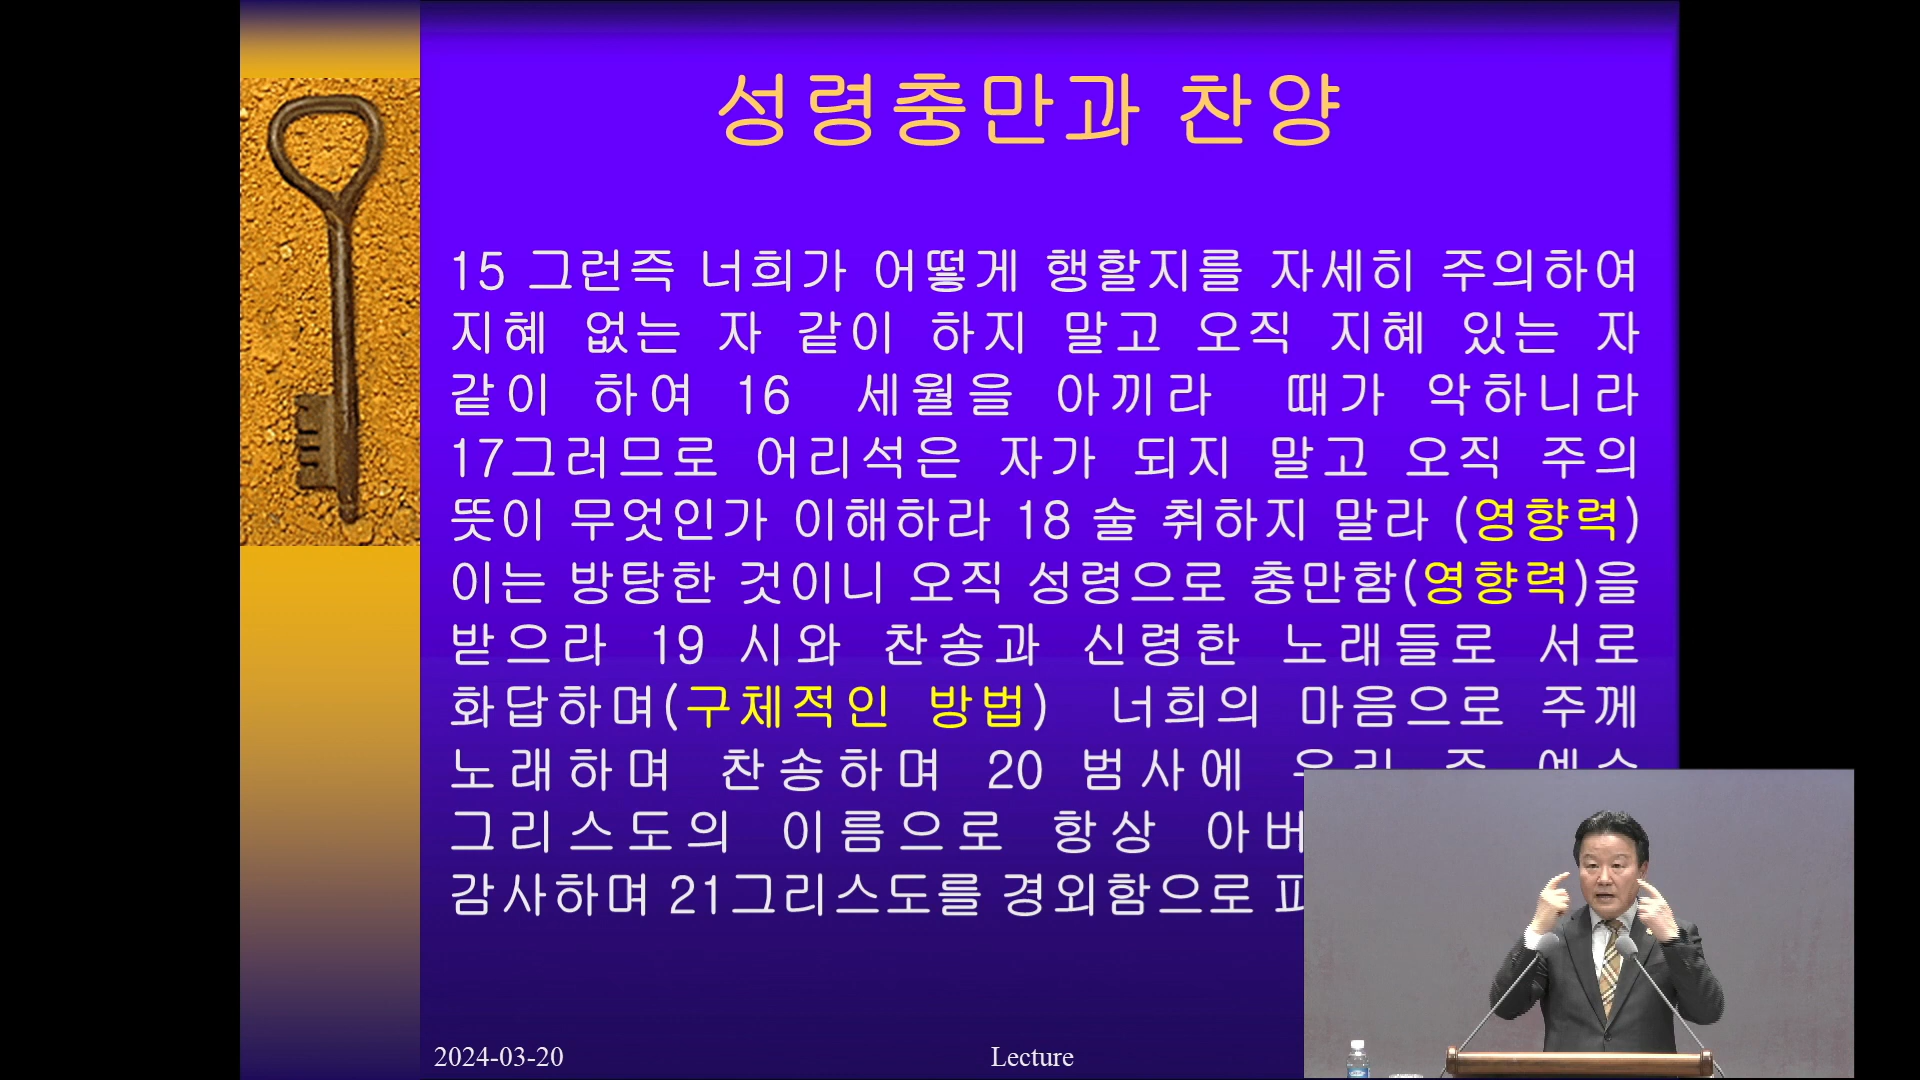 성령충만과 찬양
15 그런즉 너희가 어떻게 행할지를 자세히 주의하여
지혜 없는 자 같이 하지 말고 오직 지혜 있는 자
같이 하여 16 세월을 아끼라 때가 악하니라
17그러므로 어리석은 자가 되지 말고 오직 주의
뜻이 무엇인가 이해하라 18 술 취하지 말라 (영향력)
이는 방탕한 것이니 오직 성령으로 충만함(영향력)을
받으라 19 시와 찬송과 신령한 노래들로 서로
화답하며(구체적인 방법) 너희의 마음으로 주께
노래하며 찬송하며 20 범사에 우리 주 예수
그리스도의 이름으로 항상 아버
감사하며 21그리스도를 경외함으로 피
2024-03-20
Lecture